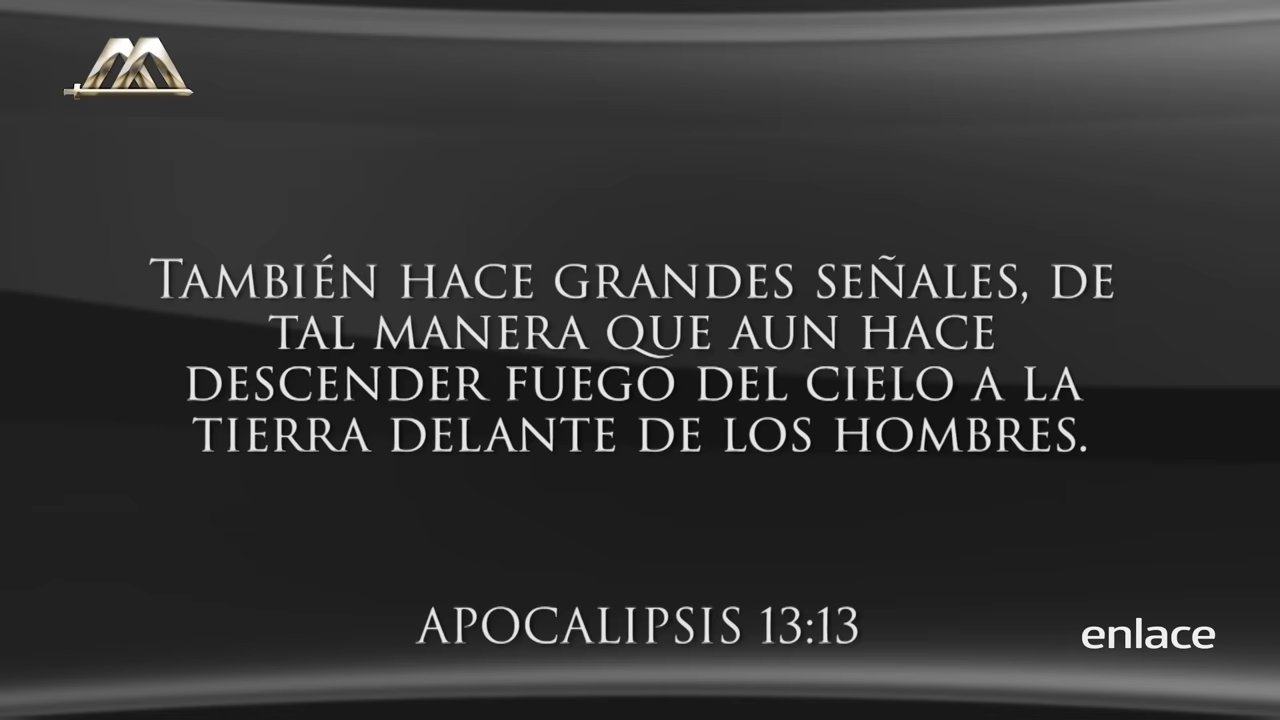 TAMBIÉN HACE GRANDES SEÑALES, DE
TAL MANERA QUE AUN HACE
DESCENDER FUEGO DEL CIELO A LA
TIERRA DELANTE DE LOS HOMBRES.
APOCALIPSIS 13:13
enlace